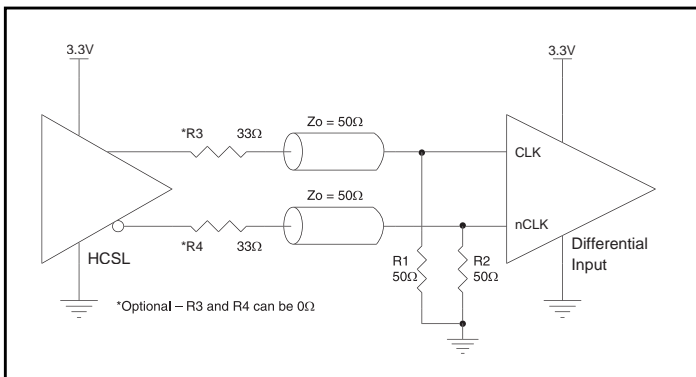 3.3V
3.3V
*R3
33Ω
Zo = 50Ω
CLK
Zo = 50Ω
*R4
33Ω
nCLK
HCSL
R1
50Ω
R2
50Ω
Differential
Input
*Optional – R3 and R4 can be 0Ω